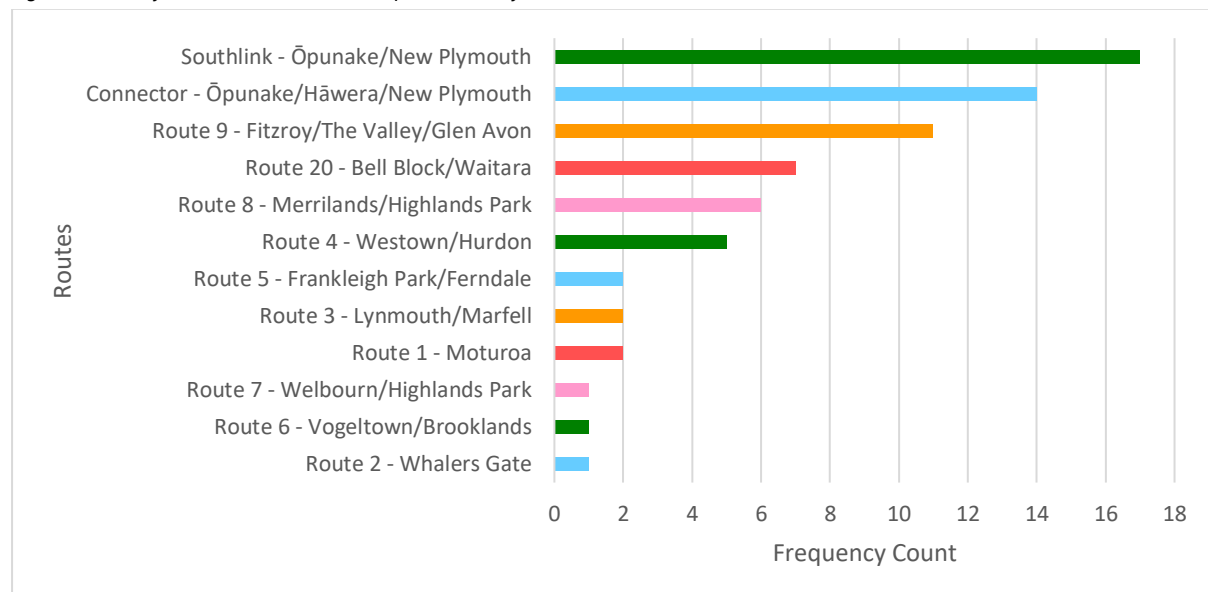 Southlink - Ōpunake/New Plymouth
Connector - Ōpunake/Hāwera/New Plymouth
Route 9 - Fitzroy/The Valley/Glen Avon
Route 20 - Bell Block/Waitara
Route 8 - Merrilands/Highlands Park
Route 4 - Westown/Hurdon
Route 5 - Frankleigh Park/Ferndale
Route 3 - Lynmouth/Marfell
Route 1 - Moturoa
Route 7 - Welbourn/Highlands Park
Route 6 - Vogeltown/Brooklands
Route 2 - Whalers Gate
Routes
0 2 4 6 8 10 12 14 16 18
Frequency Count